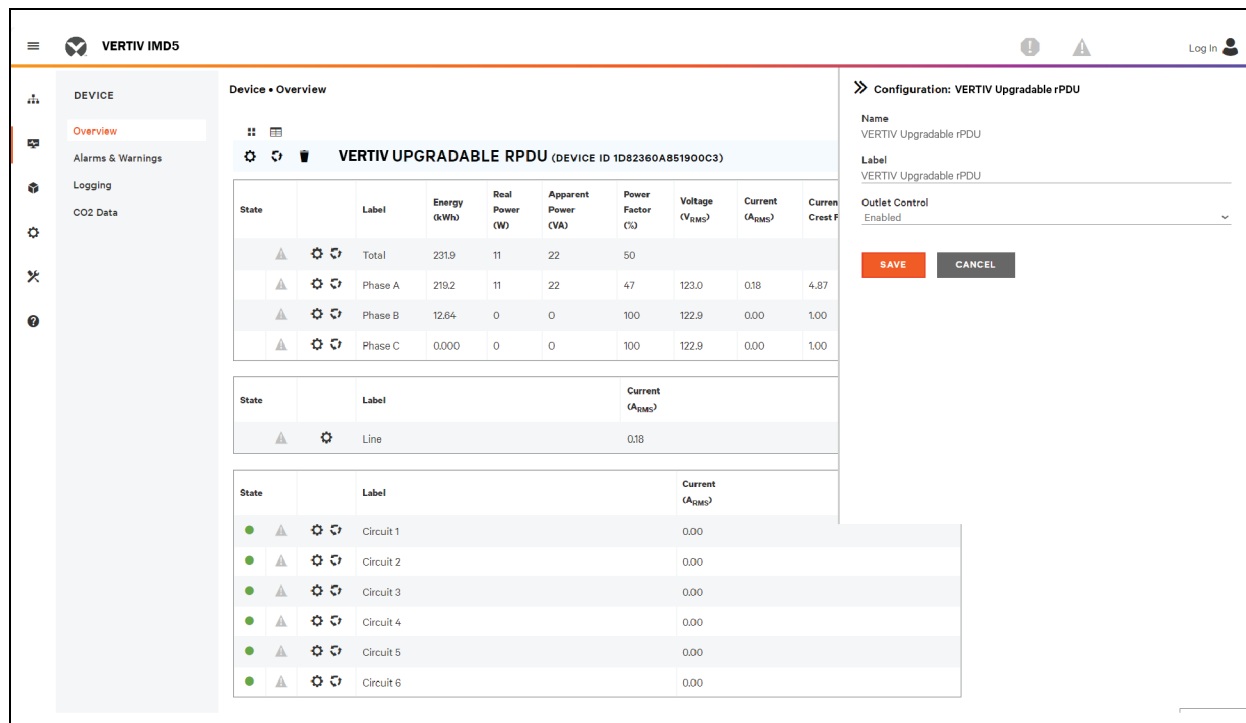 VERTIV IMD5
Log In
DEVICE
Overview
Alarms & Warnings
Logging
CO2 Data
Device • Overview
VERTIV UPGRADABLE RPDU (DEVICE ID 1D82360A851900C3)
State Label Energy (kWh) Real Power (W) Apparent Power (VA) Power Factor (%) Voltage (VRMS) Current (ARMS) Curren Crest F
Total 231.9 11 22 50
Phase A 219.2 11 22 47 123.0 0.18 4.87
Phase B 12.64 0 0 100 122.9 0.00 1.00
Phase C 0.000 0 0 100 122.9 0.00 1.00
State Label Current (ARMS)
Line 0.18
State Label Current (ARMS)
Circuit 1 0.00
Circuit 2 0.00
Circuit 3 0.00
Circuit 4 0.00
Circuit 5 0.00
Circuit 6 0.00
Configuration: VERTIV Upgradable rPDU
Name
VERTIV Upgradable rPDU
Label
VERTIV Upgradable rPDU
Outlet Control
Enabled
SAVE CANCEL